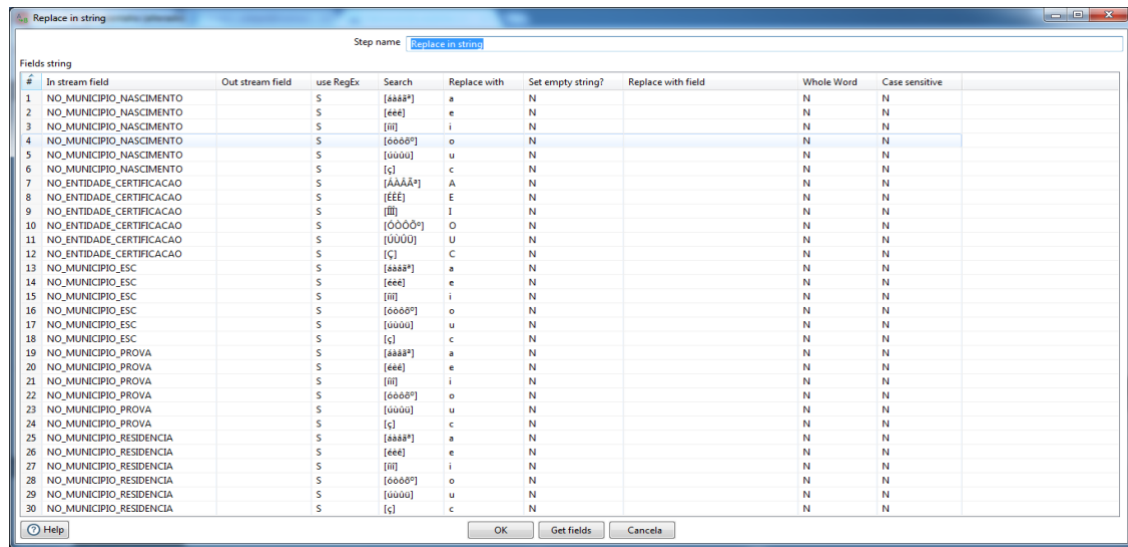 Replace in string
Step name Replace in string
Fields string
# In stream field Out stream field use RegEx Search Replace with Set empty string? Replace with field Whole Word Case sensitive
1 NO_MUNICIPIO_NASCIMENTO S [áàâãª] a N N N
2 NO_MUNICIPIO_NASCIMENTO S [éèê] e N N N
3 NO_MUNICIPIO_NASCIMENTO S [íìî] i N N N
4 NO_MUNICIPIO_NASCIMENTO S [óòôõº] o N N N
5 NO_MUNICIPIO_NASCIMENTO S [úùûü] u N N N
6 NO_MUNICIPIO_NASCIMENTO S [ç] c N N N
7 NO_ENTIDADE_CERTIFICACAO S [ÁÀÂÃª] A N N N
8 NO_ENTIDADE_CERTIFICACAO S [ÉÈÊ] E N N N
9 NO_ENTIDADE_CERTIFICACAO S I N N N
10 NO_ENTIDADE_CERTIFICACAO S [ÓÒÔÕº] O N N N
11 NO_ENTIDADE_CERTIFICACAO S [ÚÙÛÜ] U N N N
12 NO_ENTIDADE_CERTIFICACAO S [Ç] C N N N
13 NO_MUNICIPIO_ESC S [áàâãª] a N N N
14 NO_MUNICIPIO_ESC S [éèê] e N N N
15 NO_MUNICIPIO_ESC S [íìî] i N N N
16 NO_MUNICIPIO_ESC S [óòôõº] o N N N
17 NO_MUNICIPIO_ESC S [úùûü] u N N N
18 NO_MUNICIPIO_ESC S [ç] c N N N
19 NO_MUNICIPIO_PROVA S [áàâãª] a N N N
20 NO_MUNICIPIO_PROVA S [éèê] e N N N
21 NO_MUNICIPIO_PROVA S [íìî] i N N N
22 NO_MUNICIPIO_PROVA S [óòôõº] o N N N
23 NO_MUNICIPIO_PROVA S [úùûü] u N N N
24 NO_MUNICIPIO_PROVA S [ç] c N N N
25 NO_MUNICIPIO_RESIDENCIA S [áàâãª] a N N N
26 NO_MUNICIPIO_RESIDENCIA S [éèê] e N N N
27 NO_MUNICIPIO_RESIDENCIA S [íìî] i N N N
28 NO_MUNICIPIO_RESIDENCIA S [óòôõº] o N N N
29 NO_MUNICIPIO_RESIDENCIA S [úùûü] u N N N
30 NO_MUNICIPIO_RESIDENCIA S [ç] c N N N
Help OK Get fields Cancela